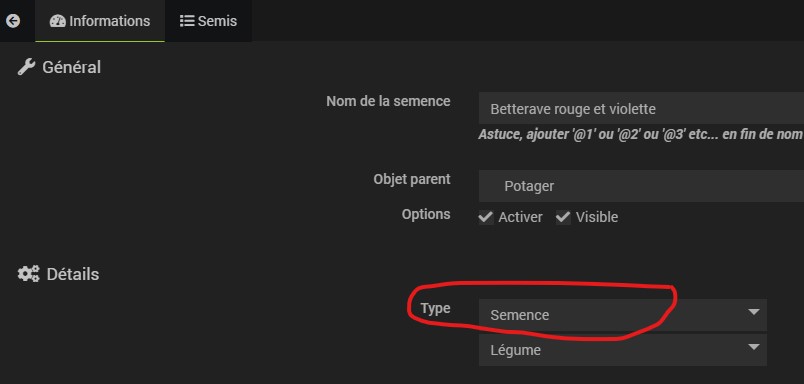 Informations
Semis
Général
Nom de la semence
Betterave rouge et violette
Astuce, ajouter '@1' ou '@2' ou '@3' etc... en fin de nom
Objet parent
Potager
Options
Activer
Visible
Détails
Type
Semence
Légume